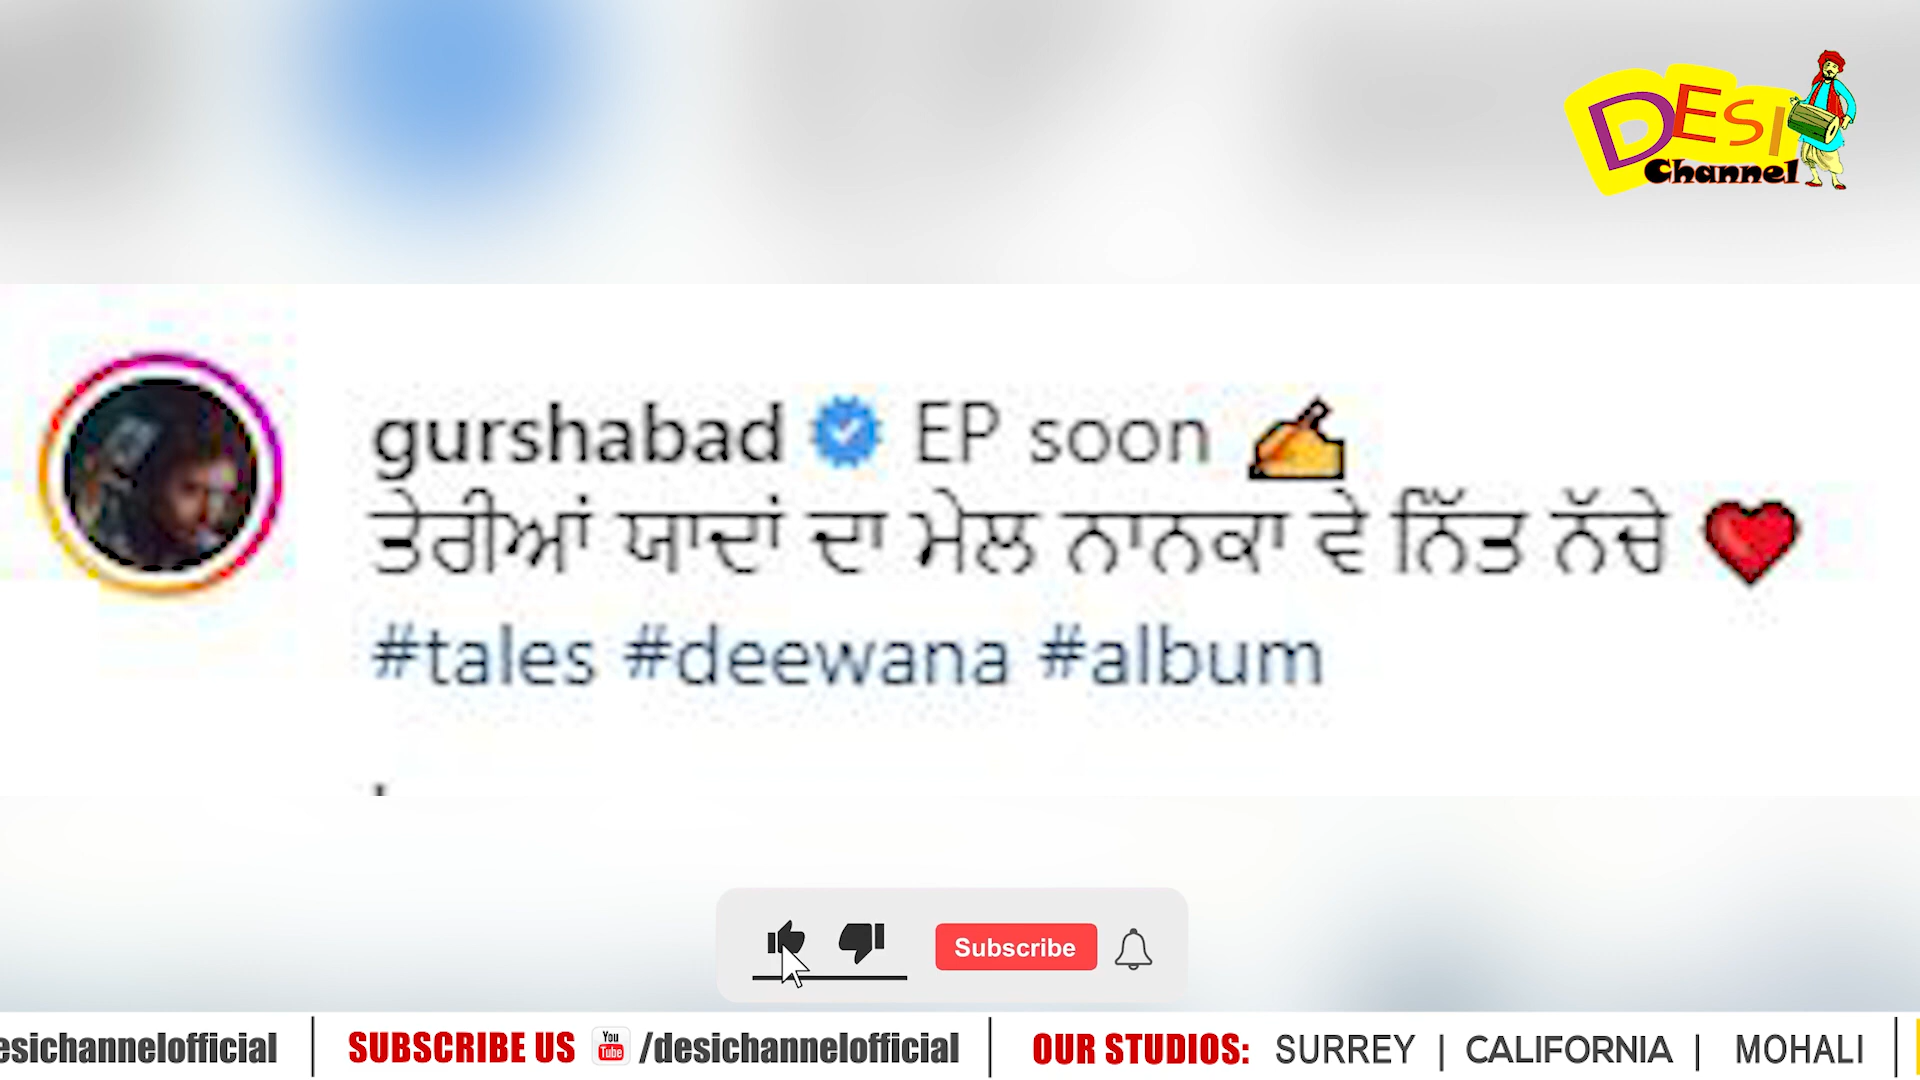 DESI
Channel
gurshabad EP soon ✍
ਤੇਰੀਆਂ ਯਾਦਾਂ ਦਾ ਮੇਲ ਨਾਨਕਾ ਵੇ ਨਿੱਤ ਨੱਚੇ ❤
#tales #deewana #album
Subscribe
esichannelofficial | SUBSCRIBE US You Tube /desichannelofficial | OUR STUDIOS: SURREY | CALIFORNIA | MOHALI |